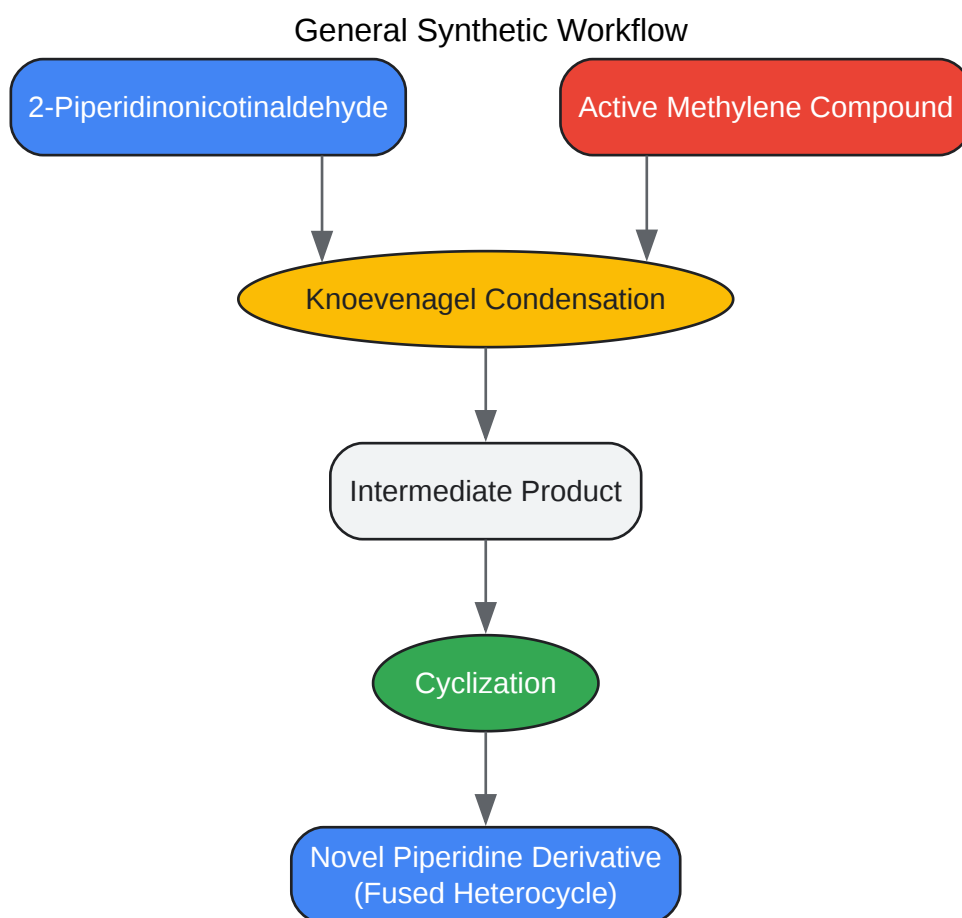 General Synthetic Workflow
2-Piperidinonicotinaldehyde
Active Methylene Compound
Knoevenagel Condensation
Intermediate Product
Cyclization
Novel Piperidine Derivative
(Fused Heterocycle)